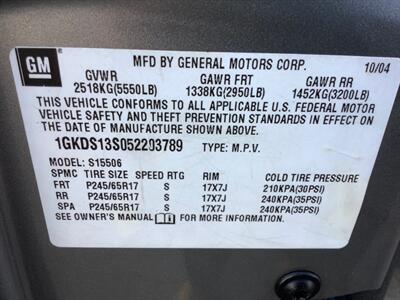 GM
MFD BY GENERAL MOTORS CORP. 10/04
GVWR GAWR FRT GAWR RR
2518KG(5550LB) 1338KG(2950LB) 1452KG(3200LB)
THIS VEHICLE CONFORMS TO ALL APPLICABLE U.S. FEDERAL MOTOR
VEHICLE SAFETY AND THEFT PREVENTION STANDARDS IN EFFECT ON
THE DATE OF MANUFACTURE SHOWN ABOVE.
1GKDS13S052203789 TYPE: M.P.V.
MODEL: S15506
SPMC TIRE SIZE SPEED RTG RIM COLD TIRE PRESSURE
FRT P245/65R17 S 17X7J 210KPA(30PSI)
RR P245/65R17 S 17X7J 240KPA(35PSI)
SPA P245/65R17 S 17X7J 240KPA(35PSI)
SEE OWNER'S MANUAL FOR MORE INFORMATION.